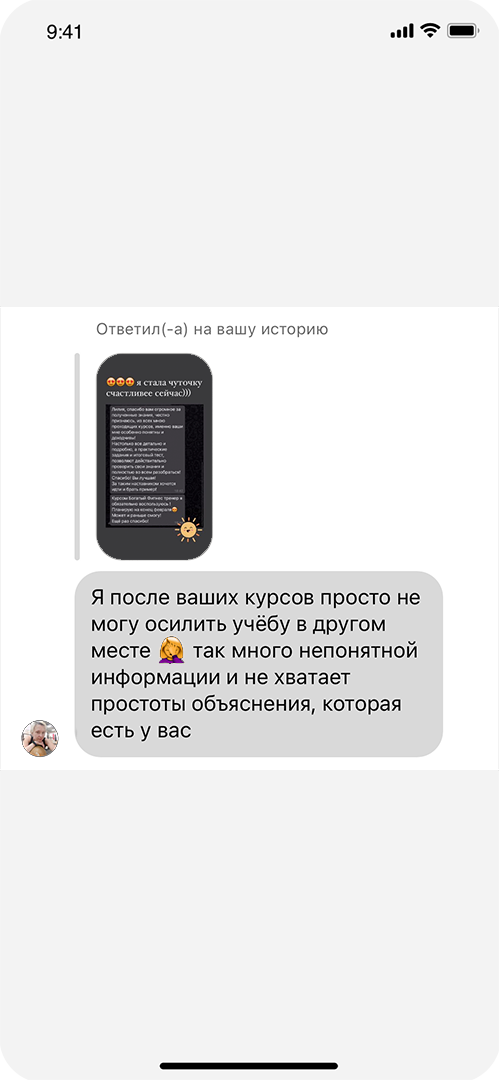 9:41
Ответил(-а) на вашу историю
😍😍😍 я стала чуточку
счастливее сейчас)))
Лилия, спасибо вам огромное за
полученные знания, честно
признаюсь, из всех мною
проходящих курсов, именно ваши
мне особенно понятны и
доходчивы!
Настолько все детально и
подробно, а практические
задания и итоговый тест,
позволяют действительно
проверить свои знания и
полностью во всем разобраться!
Спасибо! Вы лучшая!
За таким наставником хочется
идти и брать пример!
Курсом Богатый Фитнес тренер я
обязательно воспользуюсь !
Планирую на конец февраля😍
Может и раньше смогу!
Ещё раз спасибо!
Я после ваших курсов просто не
могу осилить учёбу в другом
месте 🤦‍♀️ так много непонятной
информации и не хватает
простоты объяснения, которая
есть у вас